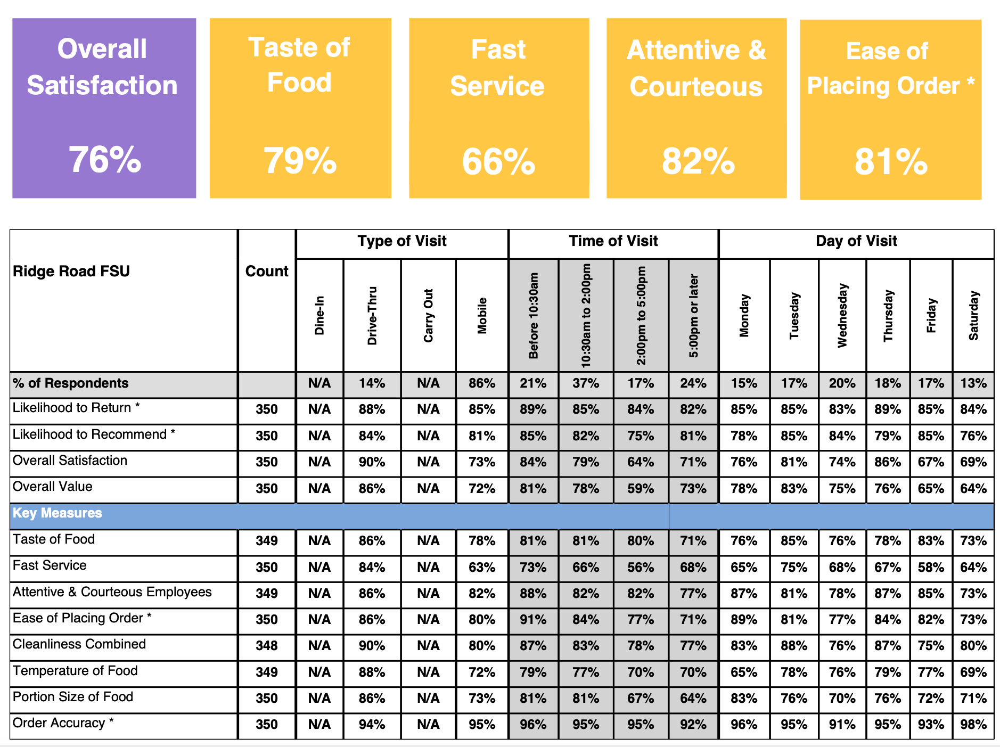 Overall
Satisfaction
76%
Taste of
Food
79%
Fast
Service
66%
Attentive &
Courteous
82%
Ease of
Placing Order *
81%
Ridge Road FSU Count Type of Visit Time of Visit Day of Visit
Dine-In Drive-Thru Carry Out Mobile Before 10:30am 10:30am to 2:00pm 2:00pm to 5:00pm 5:00pm or later Monday Tuesday Wednesday Thursday Friday Saturday
% of Respondents N/A 14% N/A 86% 21% 37% 17% 24% 15% 17% 20% 18% 17% 13%
Likelihood to Return * 350 N/A 88% N/A 85% 89% 85% 84% 82% 85% 85% 83% 89% 85% 84%
Likelihood to Recommend * 350 N/A 84% N/A 81% 85% 82% 75% 81% 78% 85% 84% 79% 85% 76%
Overall Satisfaction 350 N/A 90% N/A 73% 84% 79% 64% 71% 76% 81% 74% 86% 67% 69%
Overall Value 350 N/A 86% N/A 72% 81% 78% 59% 73% 78% 83% 75% 76% 65% 64%
Key Measures
Taste of Food 349 N/A 86% N/A 78% 81% 81% 80% 71% 76% 85% 76% 78% 83% 73%
Fast Service 350 N/A 84% N/A 63% 73% 66% 56% 68% 65% 75% 68% 67% 58% 64%
Attentive & Courteous Employees 349 N/A 86% N/A 82% 88% 82% 82% 77% 87% 81% 78% 87% 85% 73%
Ease of Placing Order * 350 N/A 86% N/A 80% 91% 84% 77% 71% 89% 81% 77% 84% 82% 73%
Cleanliness Combined 348 N/A 90% N/A 80% 87% 83% 78% 77% 83% 88% 76% 87% 75% 80%
Temperature of Food 349 N/A 88% N/A 72% 79% 77% 70% 70% 65% 78% 76% 79% 77% 69%
Portion Size of Food 350 N/A 86% N/A 73% 81% 81% 67% 64% 83% 76% 70% 76% 72% 71%
Order Accuracy * 350 N/A 94% N/A 95% 96% 95% 95% 92% 96% 95% 91% 95% 93% 98%